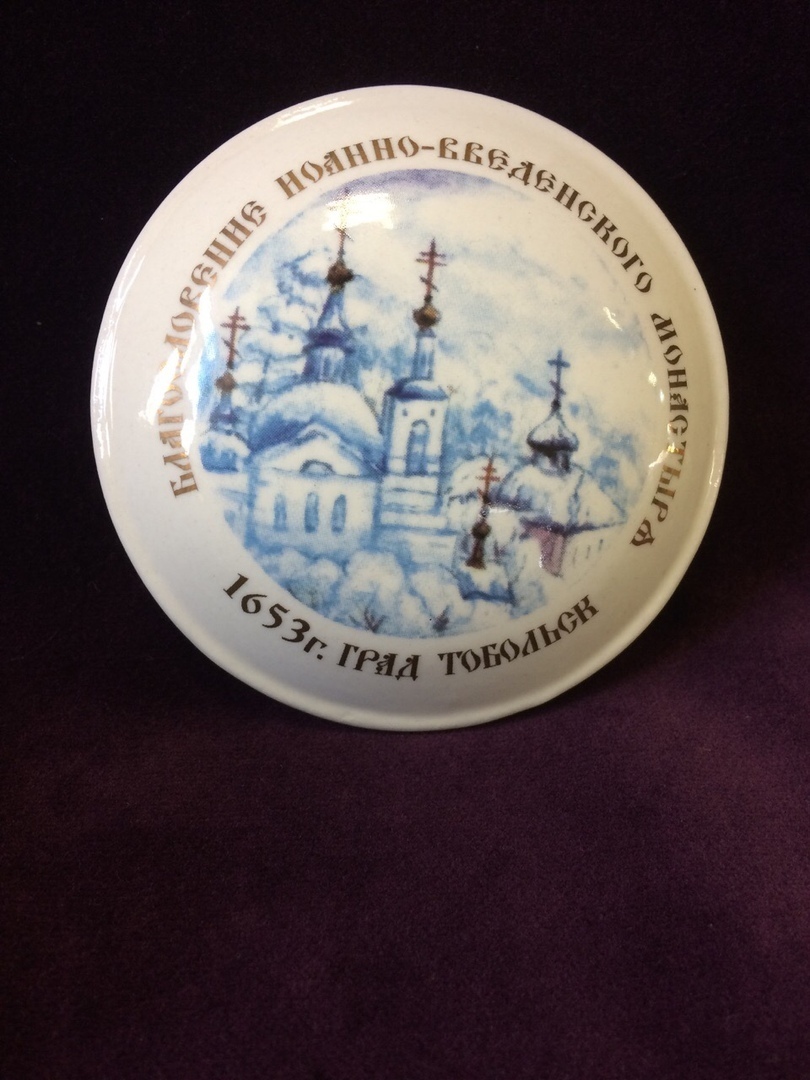 БЛАГОСЛОВЕНИЕ ИОАННО-ВВЕДЕНСКОГО МОНАСТЫРЯ
1653г. ГРАД ТОБОЛЬСК